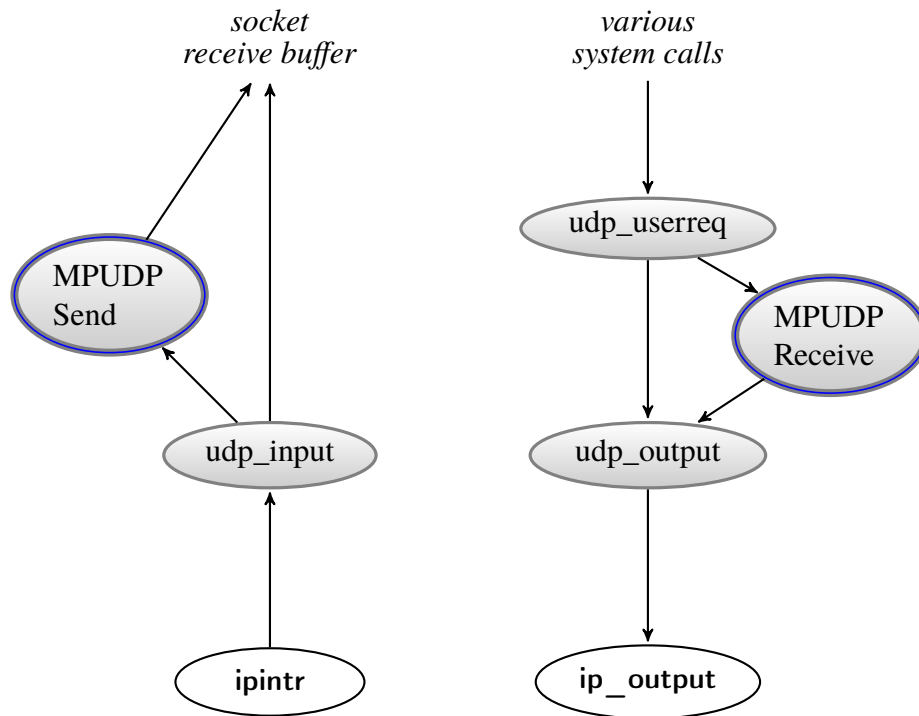 socket
receive buffer
various
system calls
udp_userreq
MPUDP
Send
MPUDP
Receive
udp_input
udp_output
ipintr
ip_output